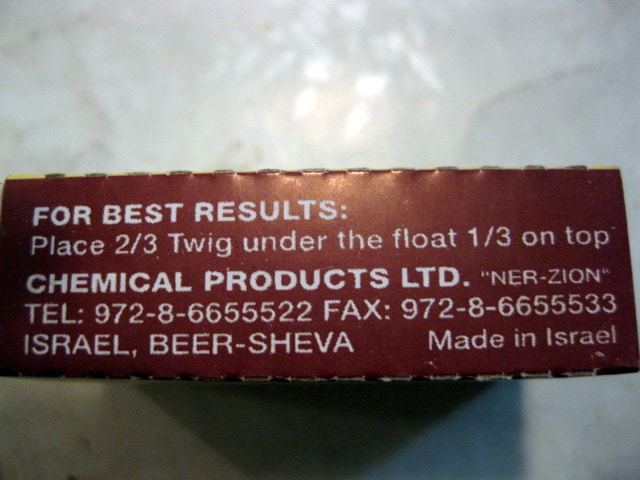 FOR BEST RESULTS:
Place 2/3 Twig under the float 1/3 on top
CHEMICAL PRODUCTS LTD. "NER-ZION"
TEL: 972-8-6655522 FAX: 972-8-6655533
ISRAEL, BEER-SHEVA Made in Israel